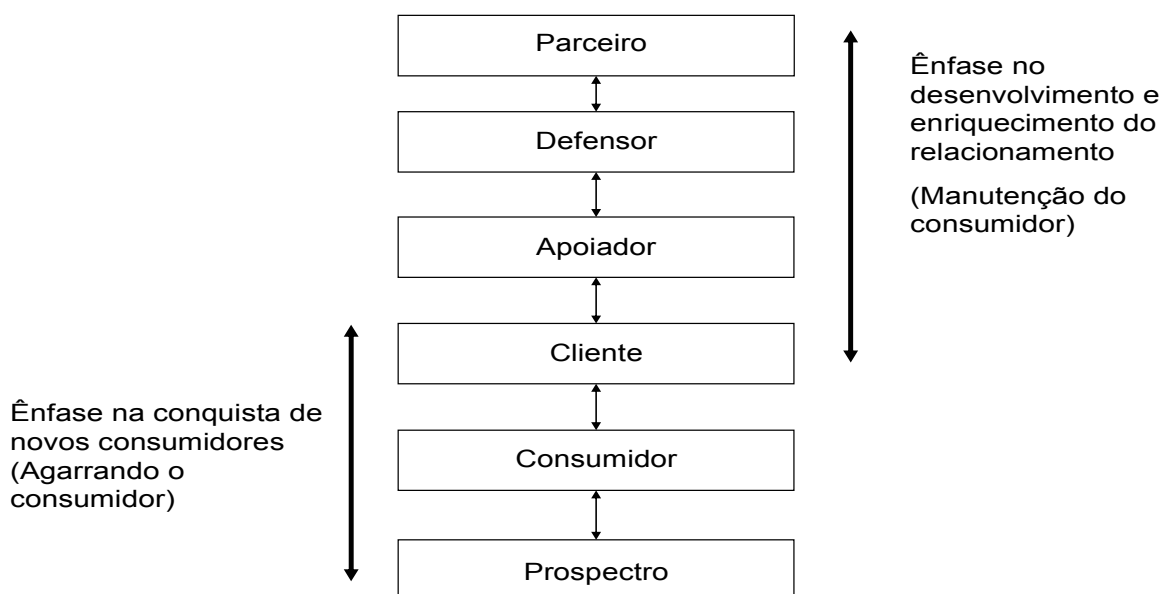 Parceiro
Ênfase no
desenvolvimento e
enriquecimento do
relacionamento
(Manutenção do
consumidor)
Defensor
Apoiador
Cliente
Ênfase na conquista de
novos consumidores
(Agarrando o
consumidor)
Consumidor
Prospectro